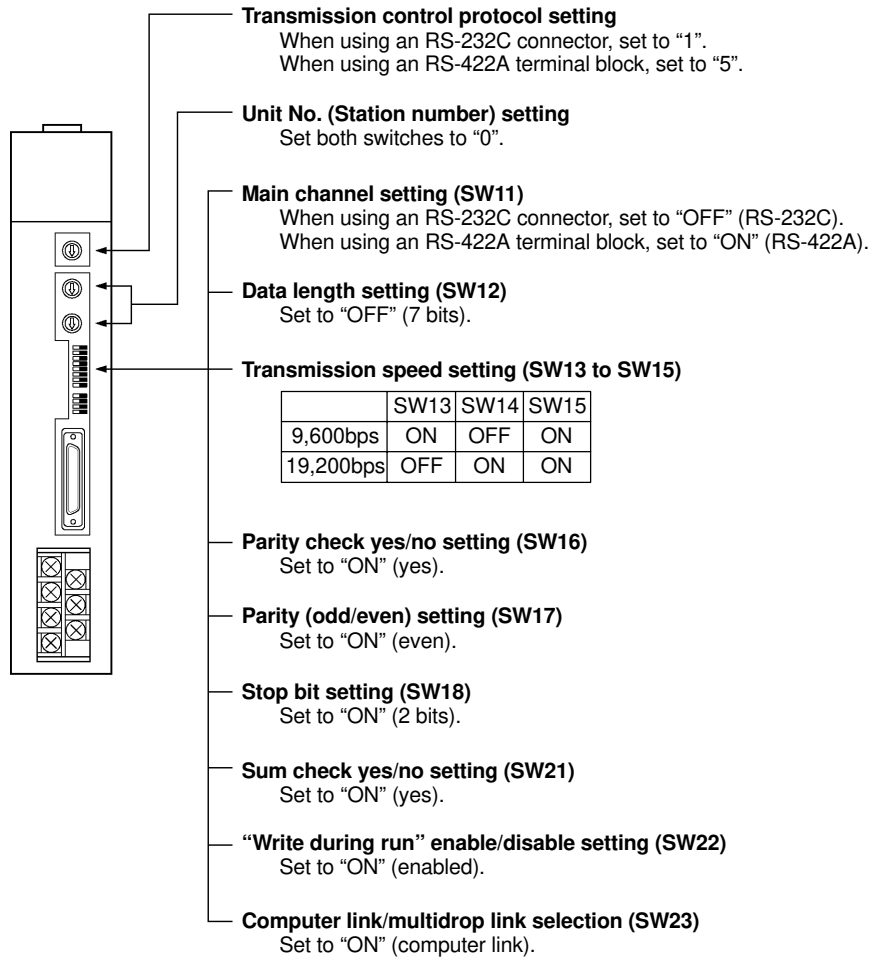 Transmission control protocol setting
When using an RS-232C connector, set to “1”.
When using an RS-422A terminal block, set to “5”.
Unit No. (Station number) setting
Set both switches to “0”.
Main channel setting (SW11)
When using an RS-232C connector, set to “OFF” (RS-232C).
When using an RS-422A terminal block, set to “ON” (RS-422A).
Data length setting (SW12)
Set to “OFF” (7 bits).
Transmission speed setting (SW13 to SW15)
SW13 SW14 SW15
9,600bps ON OFF ON
19,200bps OFF ON ON
Parity check yes/no setting (SW16)
Set to “ON” (yes).
Parity (odd/even) setting (SW17)
Set to “ON” (even).
Stop bit setting (SW18)
Set to “ON” (2 bits).
Sum check yes/no setting (SW21)
Set to “ON” (yes).
“Write during run” enable/disable setting (SW22)
Set to “ON” (enabled).
Computer link/multidrop link selection (SW23)
Set to “ON” (computer link).